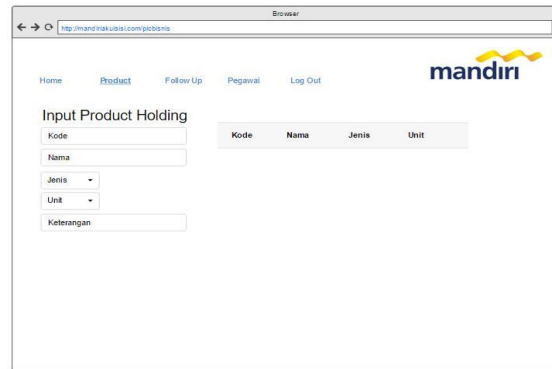 Browser
http://mandiriakuisisi.com/picbisnis
mandırı
Home Product Follow Up Pegawai Log Out
Input Product Holding
Kode
Nama
Jenis
Unit
Keterangan
Kode Nama Jenis Unit